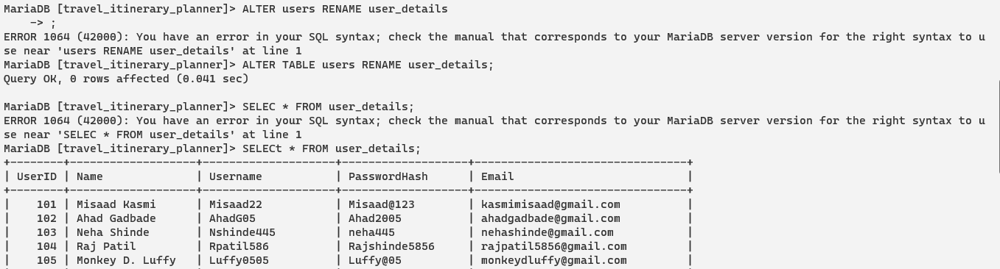 MariaDB [travel_itinerary_planner]> ALTER users RENAME user_details
    -> ;
ERROR 1064 (42000): You have an error in your SQL syntax; check the manual that corresponds to your MariaDB server version for the right syntax to u
se near 'users RENAME user_details' at line 1
MariaDB [travel_itinerary_planner]> ALTER TABLE users RENAME user_details;
Query OK, 0 rows affected (0.041 sec)

MariaDB [travel_itinerary_planner]> SELEC * FROM user_details;
ERROR 1064 (42000): You have an error in your SQL syntax; check the manual that corresponds to your MariaDB server version for the right syntax to u
se near 'SELEC * FROM user_details' at line 1
MariaDB [travel_itinerary_planner]> SELECt * FROM user_details;
+--------+-------------------+--------------------+-------------------+--------------------------------+
| UserID | Name              | Username           | PasswordHash      | Email                          |
+--------+-------------------+--------------------+-------------------+--------------------------------+
|    101 | Misaad Kasmi      | Misaad22           | Misaad@123        | kasmimisaad@gmail.com          |
|    102 | Ahad Gadbade      | AhadG05            | Ahad2005          | ahadgadbade@gmail.com          |
|    103 | Neha Shinde       | Nshinde445         | neha445           | nehashinde@gmail.com           |
|    104 | Raj Patil         | Rpatil586          | Rajshinde5856     | rajpatil5856@gmail.com         |
|    105 | Monkey D. Luffy   | Luffy0505          | Luffy@05          | monkeydluffy@gmail.com         |